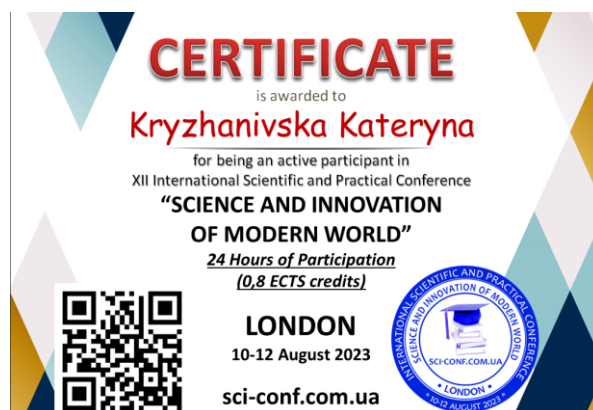 CERTIFICATE
is awarded to
Kryzhanivska Kateryna
for being an active participant in
XII International Scientific and Practical Conference
“SCIENCE AND INNOVATION
OF MODERN WORLD”
24 Hours of Participation
(0,8 ECTS credits)
LONDON
10-12 August 2023
sci-conf.com.ua
INTERNATIONAL SCIENTIFIC AND PRACTICAL CONFERENCE
SCIENCE AND INNOVATION OF MODERN WORLD
SCI-CONF.COM.UA
• LONDON •
* 10-12 AUGUST 2023 *